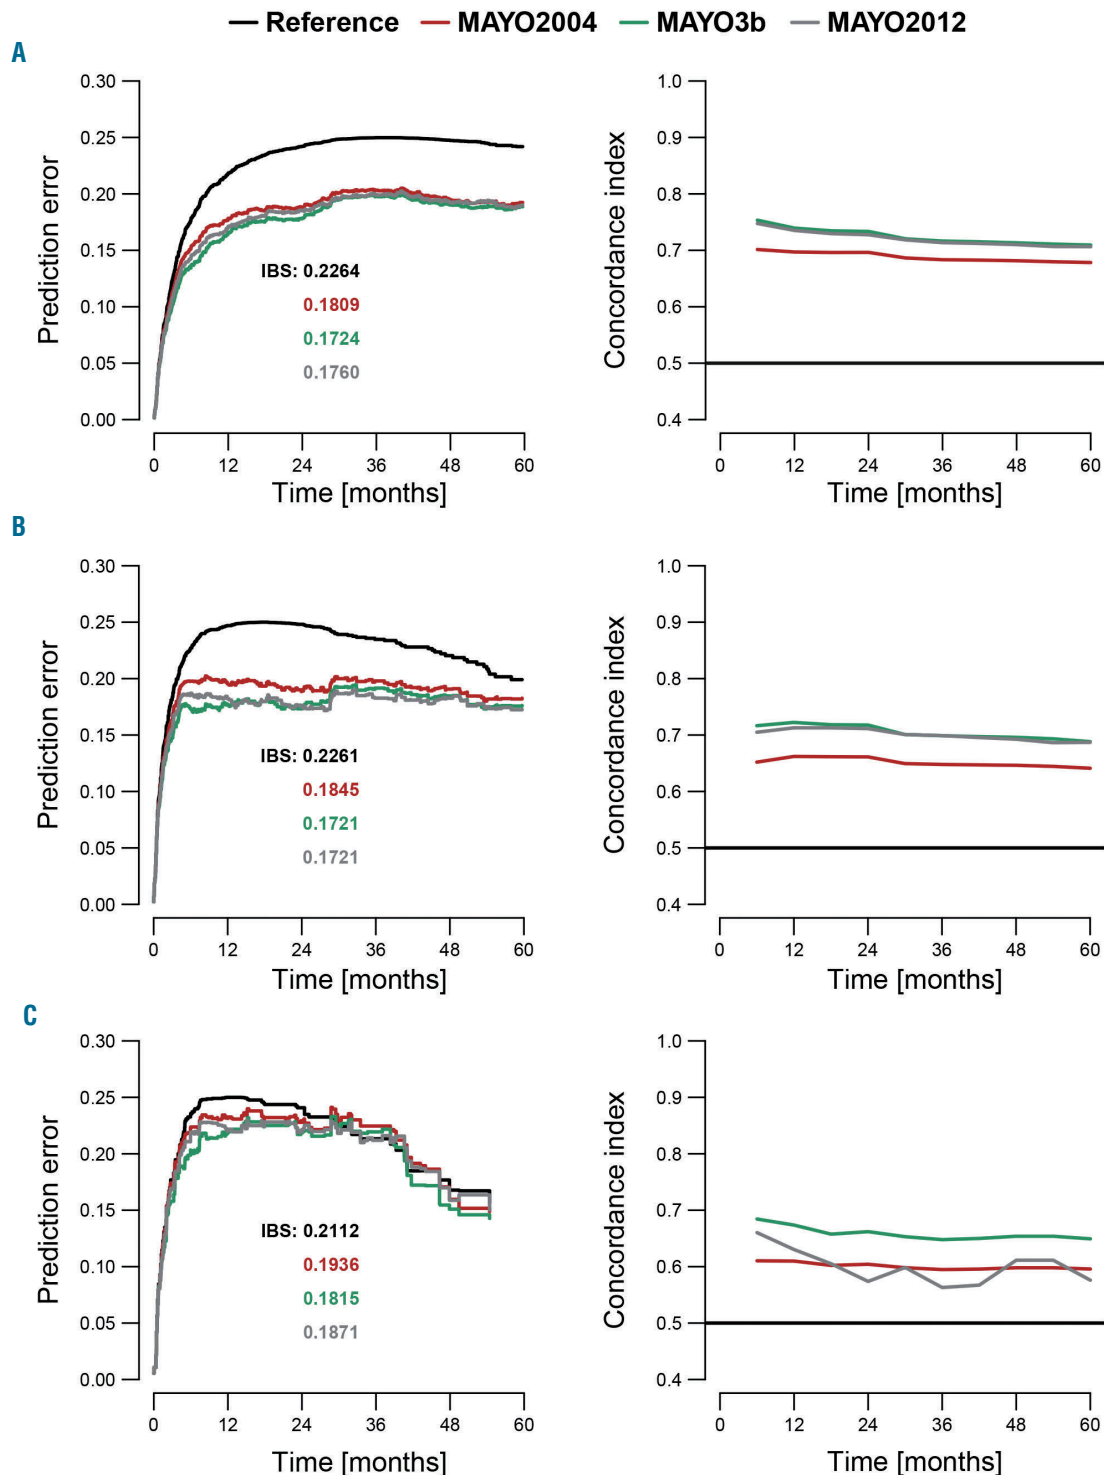 Reference MAYO2004 MAYO3b MAYO2012
A
Prediction error
0.30
0.25
0.20
0.15
0.10
0.05
0.00
IBS: 0.2264
0.1809
0.1724
0.1760
0 12 24 36 48 60
Time [months]
Concordance index
1.0
0.9
0.8
0.7
0.6
0.5
0.4
0 12 24 36 48 60
Time [months]
B
Prediction error
0.30
0.25
0.20
0.15
0.10
0.05
0.00
IBS: 0.2261
0.1845
0.1721
0.1721
0 12 24 36 48 60
Time [months]
Concordance index
1.0
0.9
0.8
0.7
0.6
0.5
0.4
0 12 24 36 48 60
Time [months]
C
Prediction error
0.30
0.25
0.20
0.15
0.10
0.05
0.00
IBS: 0.2112
0.1936
0.1815
0.1871
0 12 24 36 48 60
Time [months]
Concordance index
1.0
0.9
0.8
0.7
0.6
0.5
0.4
0 12 24 36 48 60
Time [months]